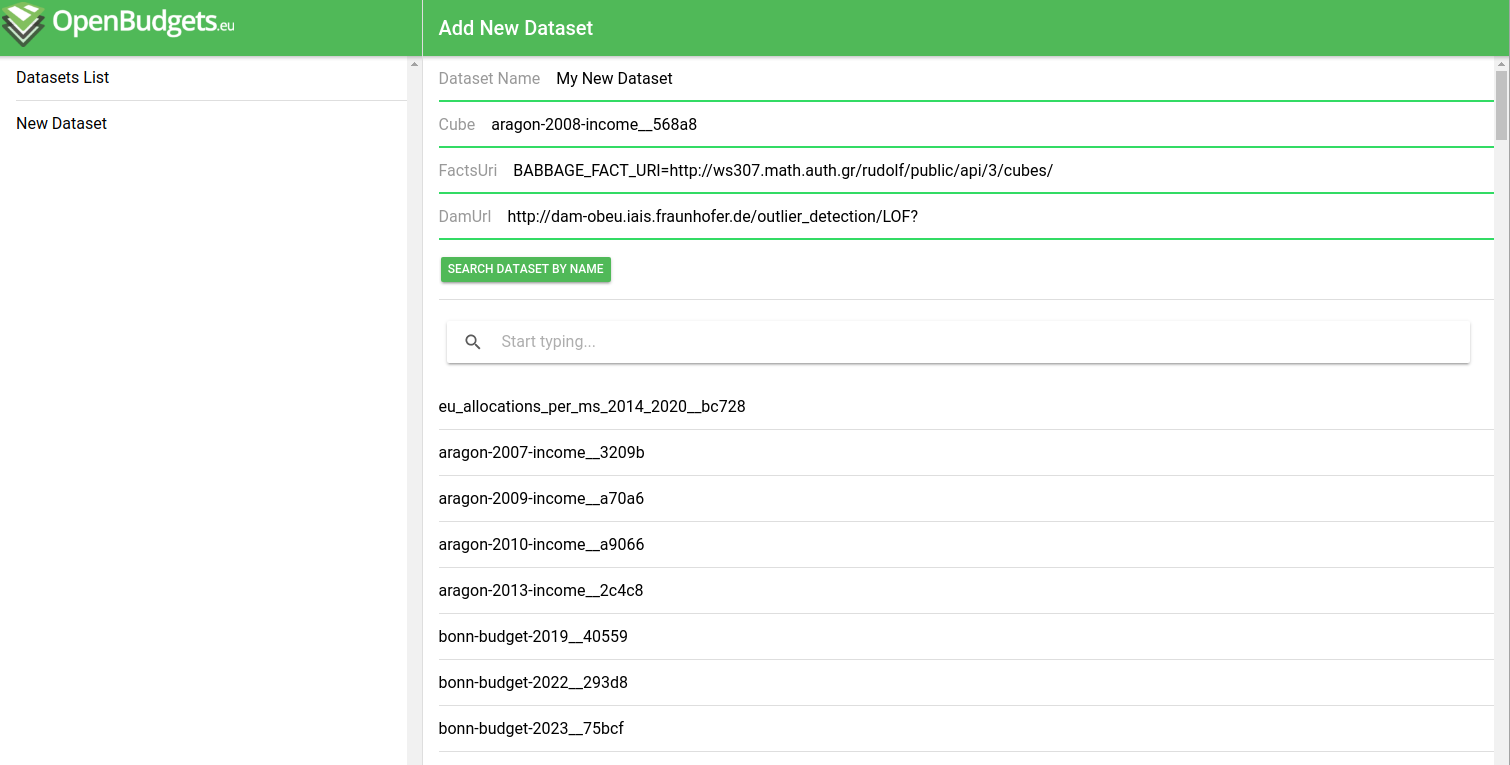 OpenBudgets.eu
Add New Dataset
Datasets List
New Dataset
Dataset Name My New Dataset
Cube aragon-2008-income__568a8
FactsUri BABBAGE_FACT_URI=http://ws307.math.auth.gr/rudolf/public/api/3/cubes/
DamUrl http://dam-obeu.iais.fraunhofer.de/outlier_detection/LOF?
SEARCH DATASET BY NAME
Start typing...
eu_allocations_per_ms_2014_2020__bc728
aragon-2007-income__3209b
aragon-2009-income__a70a6
aragon-2010-income__a9066
aragon-2013-income__2c4c8
bonn-budget-2019__40559
bonn-budget-2022__293d8
bonn-budget-2023__75bcf